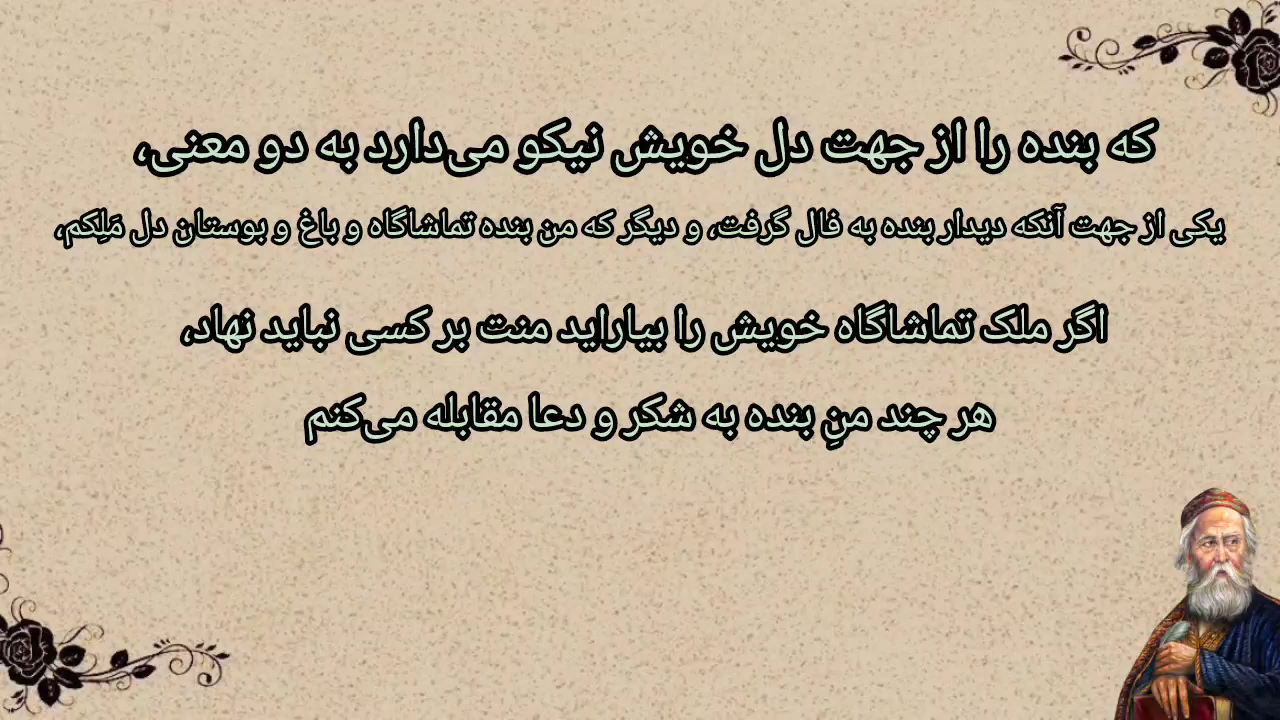 که بنده را از جهت دل خویش نیکو می‌دارد به دو معنی،
یکی از جهت آنکه دیدار بنده به فال گرفت، و دیگر که من بنده تماشاگاه و باغ و بوستان دل مَلِکم،
اگر ملک تماشاگاه خویش را بیاراید منت بر کسی نباید نهاد،
هر چند منِ بنده به شکر و دعا مقابله می‌کنم